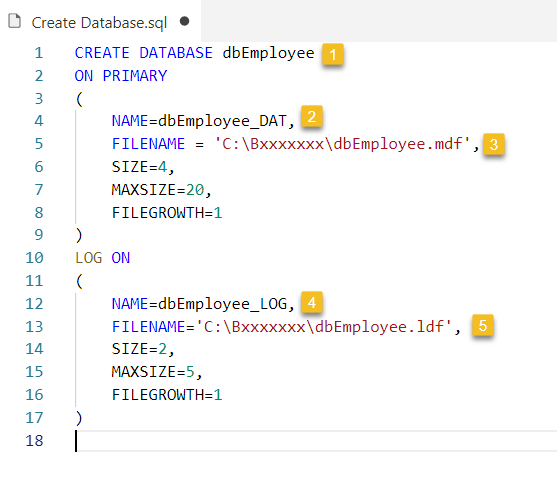 Create Database.sql ●
1 CREATE DATABASE dbEmployee 1
2 ON PRIMARY
3 (
4 NAME=dbEmployee_DAT, 2
5 FILENAME = 'C:\Bxxxxxxx\dbEmployee.mdf', 3
6 SIZE=4,
7 MAXSIZE=20,
8 FILEGROWTH=1
9 )
10 LOG ON
11 (
12 NAME=dbEmployee_LOG, 4
13 FILENAME='C:\Bxxxxxxx\dbEmployee.ldf', 5
14 SIZE=2,
15 MAXSIZE=5,
16 FILEGROWTH=1
17 )
18